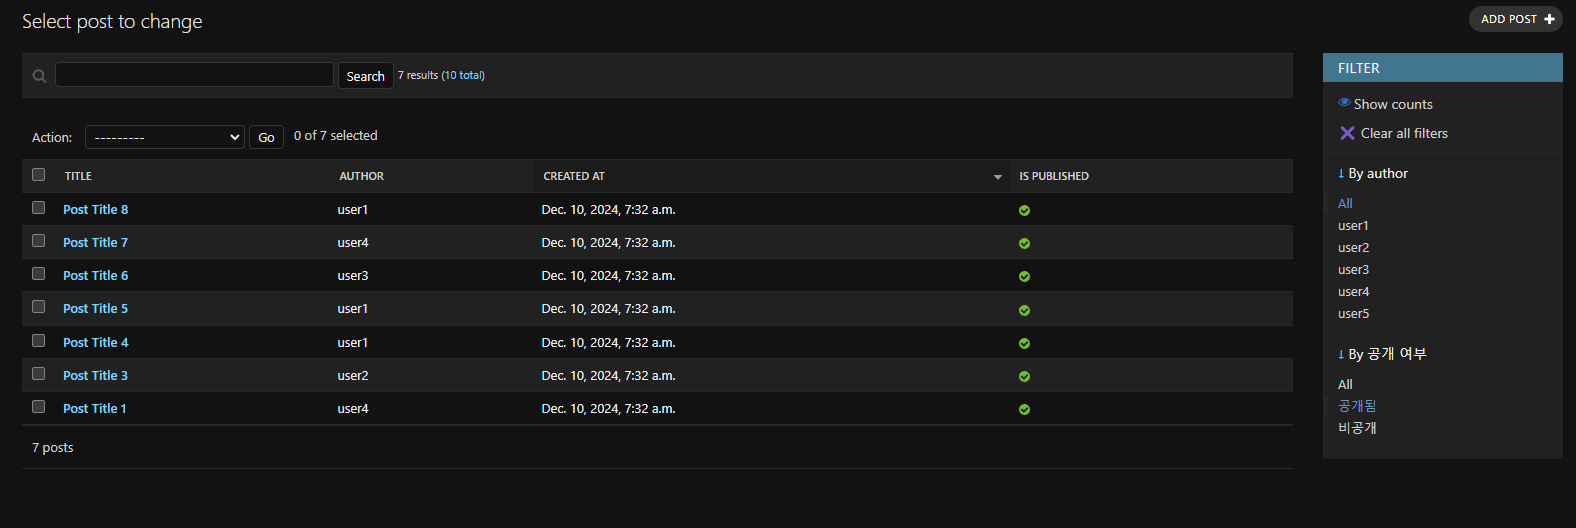 Select post to change
ADD POST
Search 7 results (10 total)
Action: --------- Go 0 of 7 selected
TITLE AUTHOR CREATED AT IS PUBLISHED
Post Title 8 user1 Dec. 10, 2024, 7:32 a.m.
Post Title 7 user4 Dec. 10, 2024, 7:32 a.m.
Post Title 6 user3 Dec. 10, 2024, 7:32 a.m.
Post Title 5 user1 Dec. 10, 2024, 7:32 a.m.
Post Title 4 user1 Dec. 10, 2024, 7:32 a.m.
Post Title 3 user2 Dec. 10, 2024, 7:32 a.m.
Post Title 1 user4 Dec. 10, 2024, 7:32 a.m.
7 posts
FILTER
Show counts
Clear all filters
↓ By author
All
user1
user2
user3
user4
user5
↓ By 공개 여부
All
공개됨
비공개